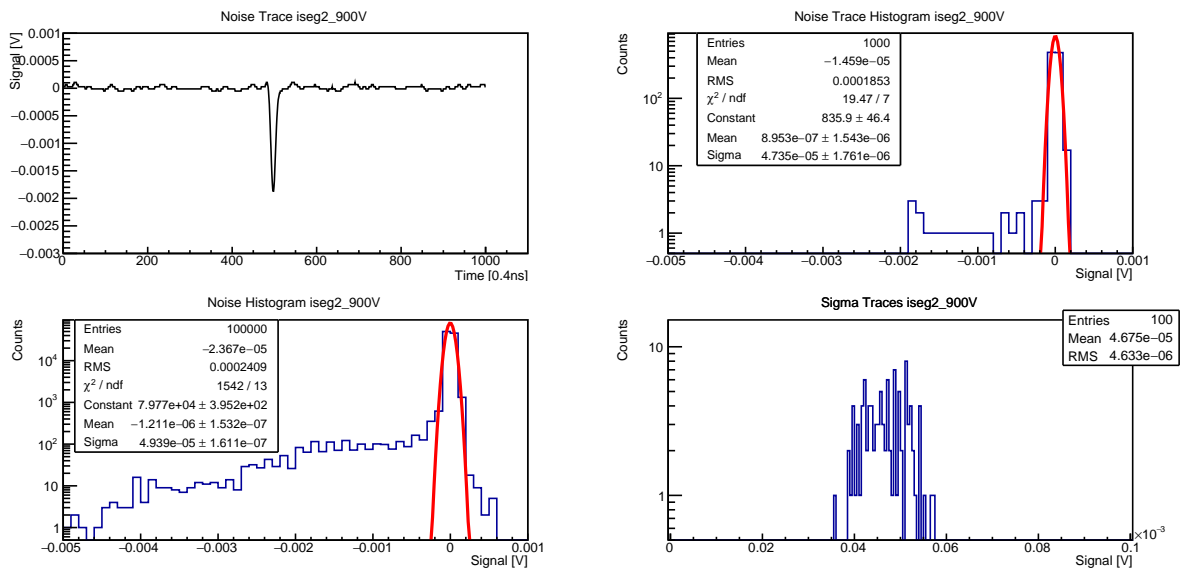 Noise Trace iseg2_900V
Signal [V]
0.001
0.0005
0
−0.0005
−0.001
−0.0015
−0.002
−0.0025
−0.003
0 200 400 600 800 1000
Time [0.4ns]
Noise Trace Histogram iseg2_900V
Counts
Entries 1000
Mean −1.459e−05
RMS 0.0001853
χ² / ndf 19.47 / 7
Constant 835.9 ± 46.4
Mean 8.953e−07 ± 1.543e−06
Sigma 4.735e−05 ± 1.761e−06
10²
10
1
−0.005 −0.004 −0.003 −0.002 −0.001 0 0.001
Signal [V]
Noise Histogram iseg2_900V
Counts
Entries 100000
Mean −2.367e−05
RMS 0.0002409
χ² / ndf 1542 / 13
Constant 7.977e+04 ± 3.952e+02
Mean −1.211e−06 ± 1.532e−07
Sigma 4.939e−05 ± 1.611e−07
10⁴
10³
10²
10
1
−0.005 −0.004 −0.003 −0.002 −0.001 0 0.001
Signal [V]
Sigma Traces iseg2_900V
Counts
Entries 100
Mean 4.675e−05
RMS 4.633e−06
10
1
0 0.02 0.04 0.06 0.08 0.1
×10⁻³
Signal [V]